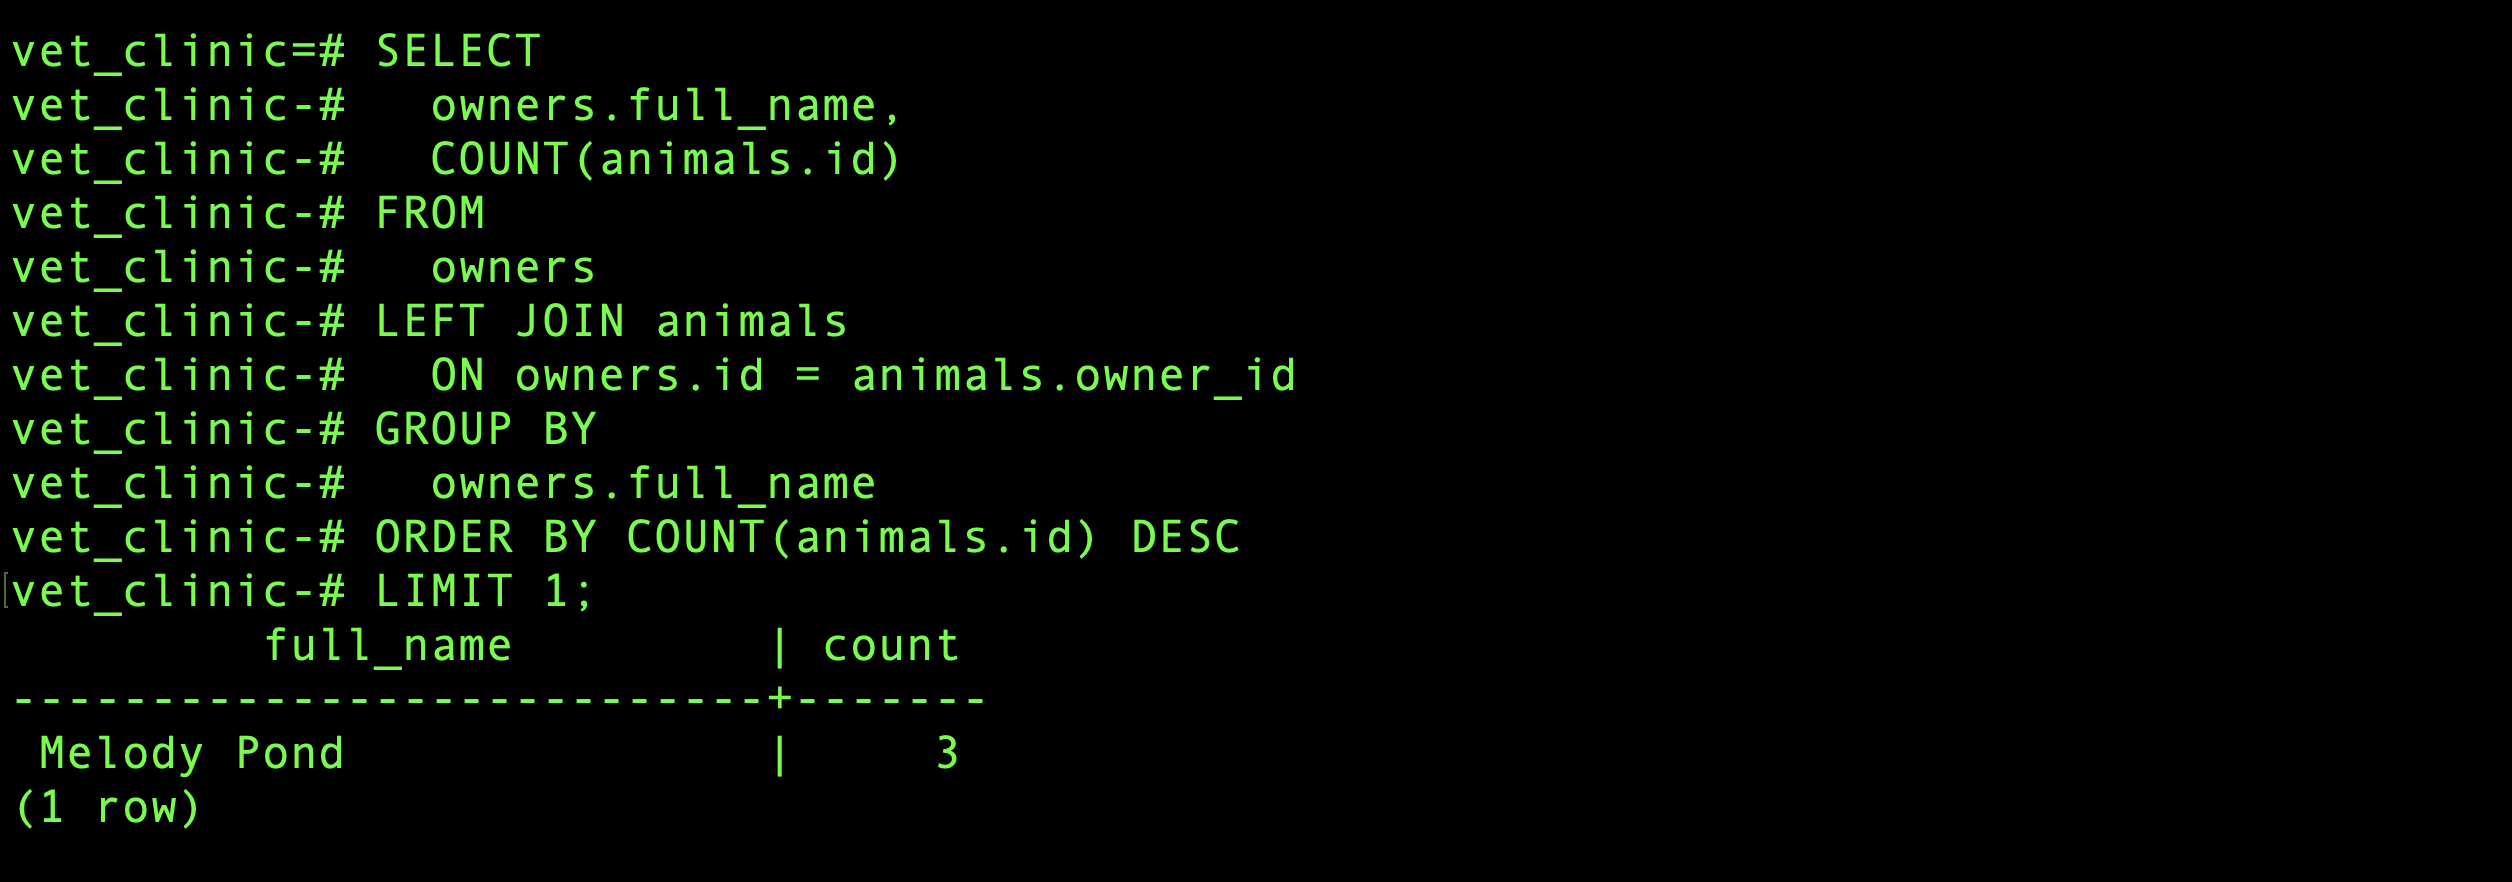 vet_clinic=# SELECT
vet_clinic-#   owners.full_name,
vet_clinic-#   COUNT(animals.id)
vet_clinic-# FROM
vet_clinic-#   owners
vet_clinic-# LEFT JOIN animals
vet_clinic-#   ON owners.id = animals.owner_id
vet_clinic-# GROUP BY
vet_clinic-#   owners.full_name
vet_clinic-# ORDER BY COUNT(animals.id) DESC
[vet_clinic-# LIMIT 1;
         full_name         | count
---------------------------+-------
 Melody Pond               |     3
(1 row)